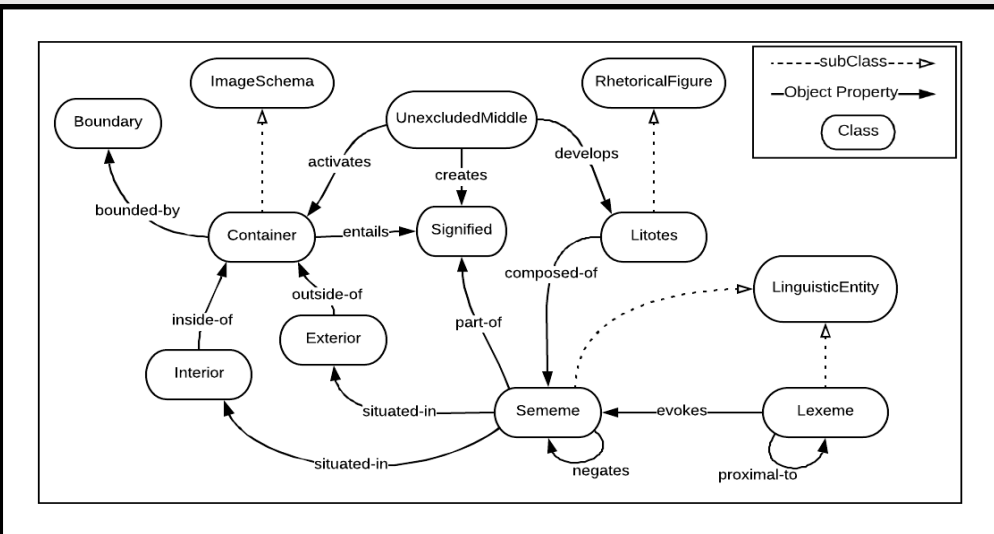 ImageSchema
RhetoricalFigure
subClass
Object Property
Class
Boundary
UnexcludedMiddle
activates
creates
develops
bounded-by
Container
entails
Signified
Litotes
composed-of
LinguisticEntity
outside-of
inside-of
part-of
Exterior
Interior
situated-in
Sememe
evokes
Lexeme
situated-in
negates
proximal-to